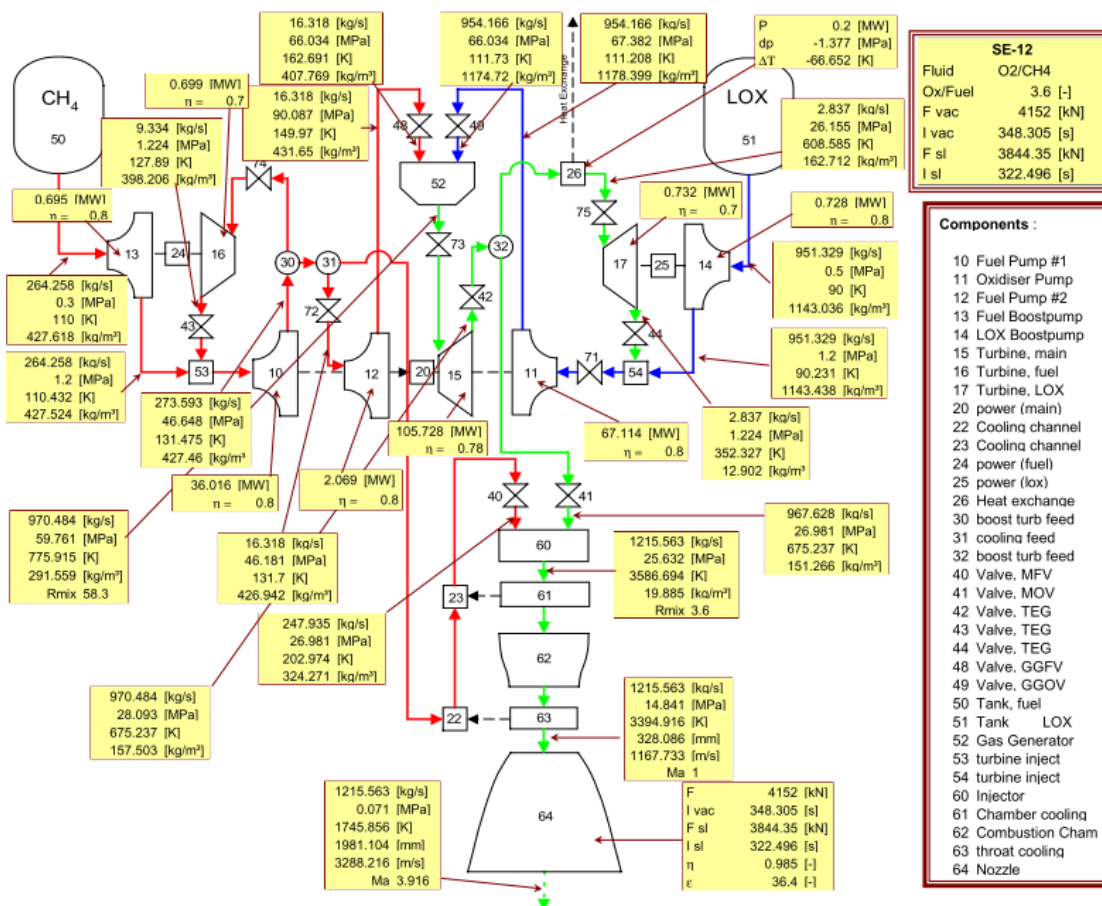 16.318 [kg/s]
66.034 [MPa]
162.691 [K]
407.769 [kg/m³]
954.166 [kg/s]
66.034 [MPa]
111.73 [K]
1174.72 [kg/m³]
954.166 [kg/s]
67.382 [MPa]
111.208 [K]
1178.399 [kg/m³]
P 0.2 [MW]
dp -1.377 [MPa]
ΔT -66.652 [K]
SE-12
Fluid O2/CH4
Ox/Fuel 3.6 [-]
F vac 4152 [kN]
I vac 348.305 [s]
F sl 3844.35 [kN]
I sl 322.496 [s]
CH4
50
0.699 [MW]
η = 0.7
16.318 [kg/s]
90.087 [MPa]
149.97 [K]
431.65 [kg/m³]
Heat Exchange
LOX
51
2.837 [kg/s]
26.155 [MPa]
608.585 [K]
162.712 [kg/m³]
9.334 [kg/s]
1.224 [MPa]
127.89 [K]
398.206 [kg/m³]
48
49
74
52
26
75
0.732 [MW]
η = 0.7
0.728 [MW]
η = 0.8
0.695 [MW]
η = 0.8
13
24
16
30
31
73
32
17
25
14
951.329 [kg/s]
0.5 [MPa]
90 [K]
1143.036 [kg/m³]
264.258 [kg/s]
0.3 [MPa]
110 [K]
427.618 [kg/m³]
43
72
42
44
264.258 [kg/s]
1.2 [MPa]
110.432 [K]
427.524 [kg/m³]
53
10
12
20
15
11
71
54
951.329 [kg/s]
1.2 [MPa]
90.231 [K]
1143.438 [kg/m³]
273.593 [kg/s]
46.648 [MPa]
131.475 [K]
427.46 [kg/m³
105.728 [MW]
η = 0.78
67.114 [MW]
η = 0.8
2.837 [kg/s]
1.224 [MPa]
352.327 [K]
12.902 [kg/m³
36.016 [MW]
η = 0.8
2.069 [MW]
η = 0.8
40
41
970.484 [kg/s]
59.761 [MPa]
775.915 [K]
291.559 [kg/m³]
Rmix 58.3
16.318 [kg/s]
46.181 [MPa]
131.7 [K]
426.942 [kg/m³]
967.628 [kg/s]
26.981 [MPa]
675.237 [K]
151.266 [kg/m³]
60
1215.563 [kg/s]
25.632 [MPa]
3586.694 [K]
19.885 [kg/m³]
Rmix 3.6
23
61
247.935 [kg/s]
26.981 [MPa]
202.974 [K]
324.271 [kg/m³]
62
970.484 [kg/s]
28.093 [MPa]
675.237 [K]
157.503 [kg/m³]
22
63
1215.563 [kg/s]
14.841 [MPa]
3394.916 [K]
328.086 [mm]
1167.733 [m/s]
Ma 1
1215.563 [kg/s]
0.071 [MPa]
1745.856 [K]
1981.104 [mm]
3288.216 [m/s]
Ma 3.916
64
F 4152 [kN]
I vac 348.305 [s]
F sl 3844.35 [kN]
I sl 322.496 [s]
η 0.985 [-]
ε 36.4 [-]
Components :
10 Fuel Pump #1
11 Oxidiser Pump
12 Fuel Pump #2
13 Fuel Boostpump
14 LOX Boostpump
15 Turbine, main
16 Turbine, fuel
17 Turbine, LOX
20 power (main)
22 Cooling channel
23 Cooling channel
24 power (fuel)
25 power (lox)
26 Heat exchange
30 boost turb feed
31 cooling feed
32 boost turb feed
40 Valve, MFV
41 Valve, MOV
42 Valve, TEG
43 Valve, TEG
44 Valve, TEG
48 Valve, GGFV
49 Valve, GGOV
50 Tank, fuel
51 Tank LOX
52 Gas Generator
53 turbine inject
54 turbine inject
60 Injector
61 Chamber cooling
62 Combustion Cham
63 throat cooling
64 Nozzle